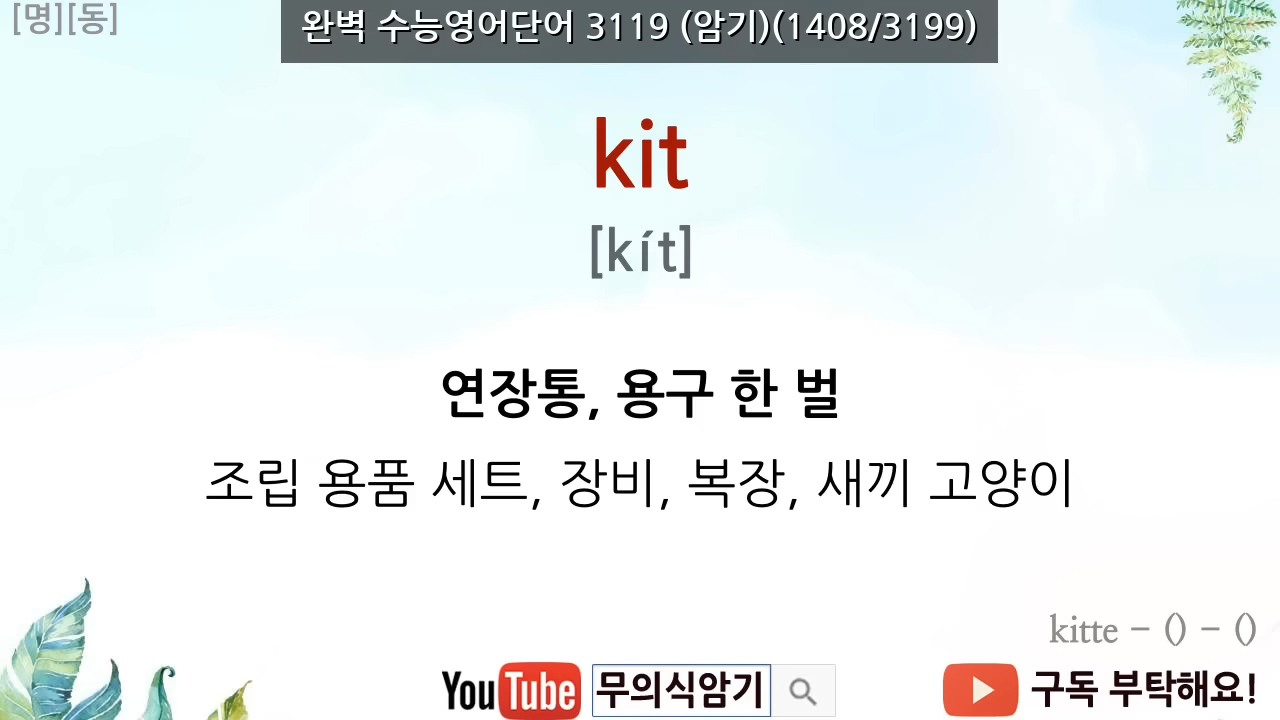 [명][동]
완벽 수능영어단어 3119 (암기)(1408/3199)
kit
[kít]
연장통, 용구 한 벌
조립 용품 세트, 장비, 복장, 새끼 고양이
kitte - () - ()
YouTube 무의식암기
구독 부탁해요!